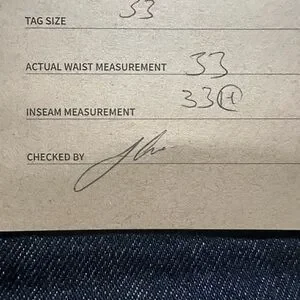 TAG SIZE 33
ACTUAL WAIST MEASUREMENT 33
INSEAM MEASUREMENT 33 H
CHECKED BY